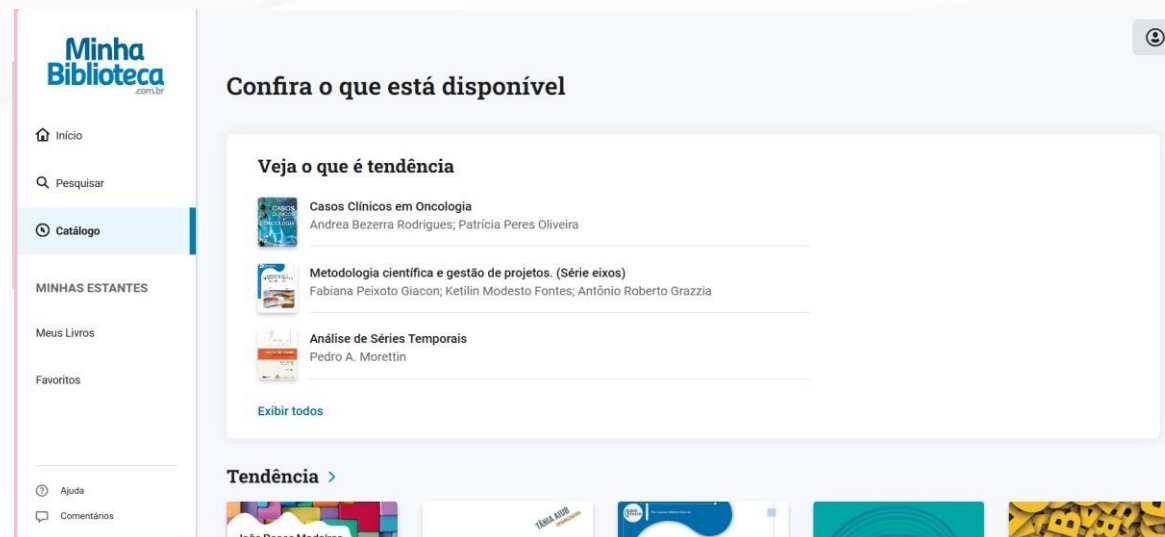 Minha
Biblioteca
.com.br
Início
Pesquisar
Catálogo
MINHAS ESTANTES
Meus Livros
Favoritos
Ajuda
Comentários
Confira o que está disponível
Veja o que é tendência
CASOS
CLÍNICOS
ONCOLOGIA
Casos Clínicos em Oncologia
Andrea Bezerra Rodrigues; Patrícia Peres Oliveira
Metodologia científica e gestão de projetos. (Série eixos)
Fabiana Peixoto Giacon; Ketilin Modesto Fontes; Antônio Roberto Grazzia
Análise de Séries Temporais
Pedro A. Morettin
Exibir todos
Tendência >
TÂNIA AIUB